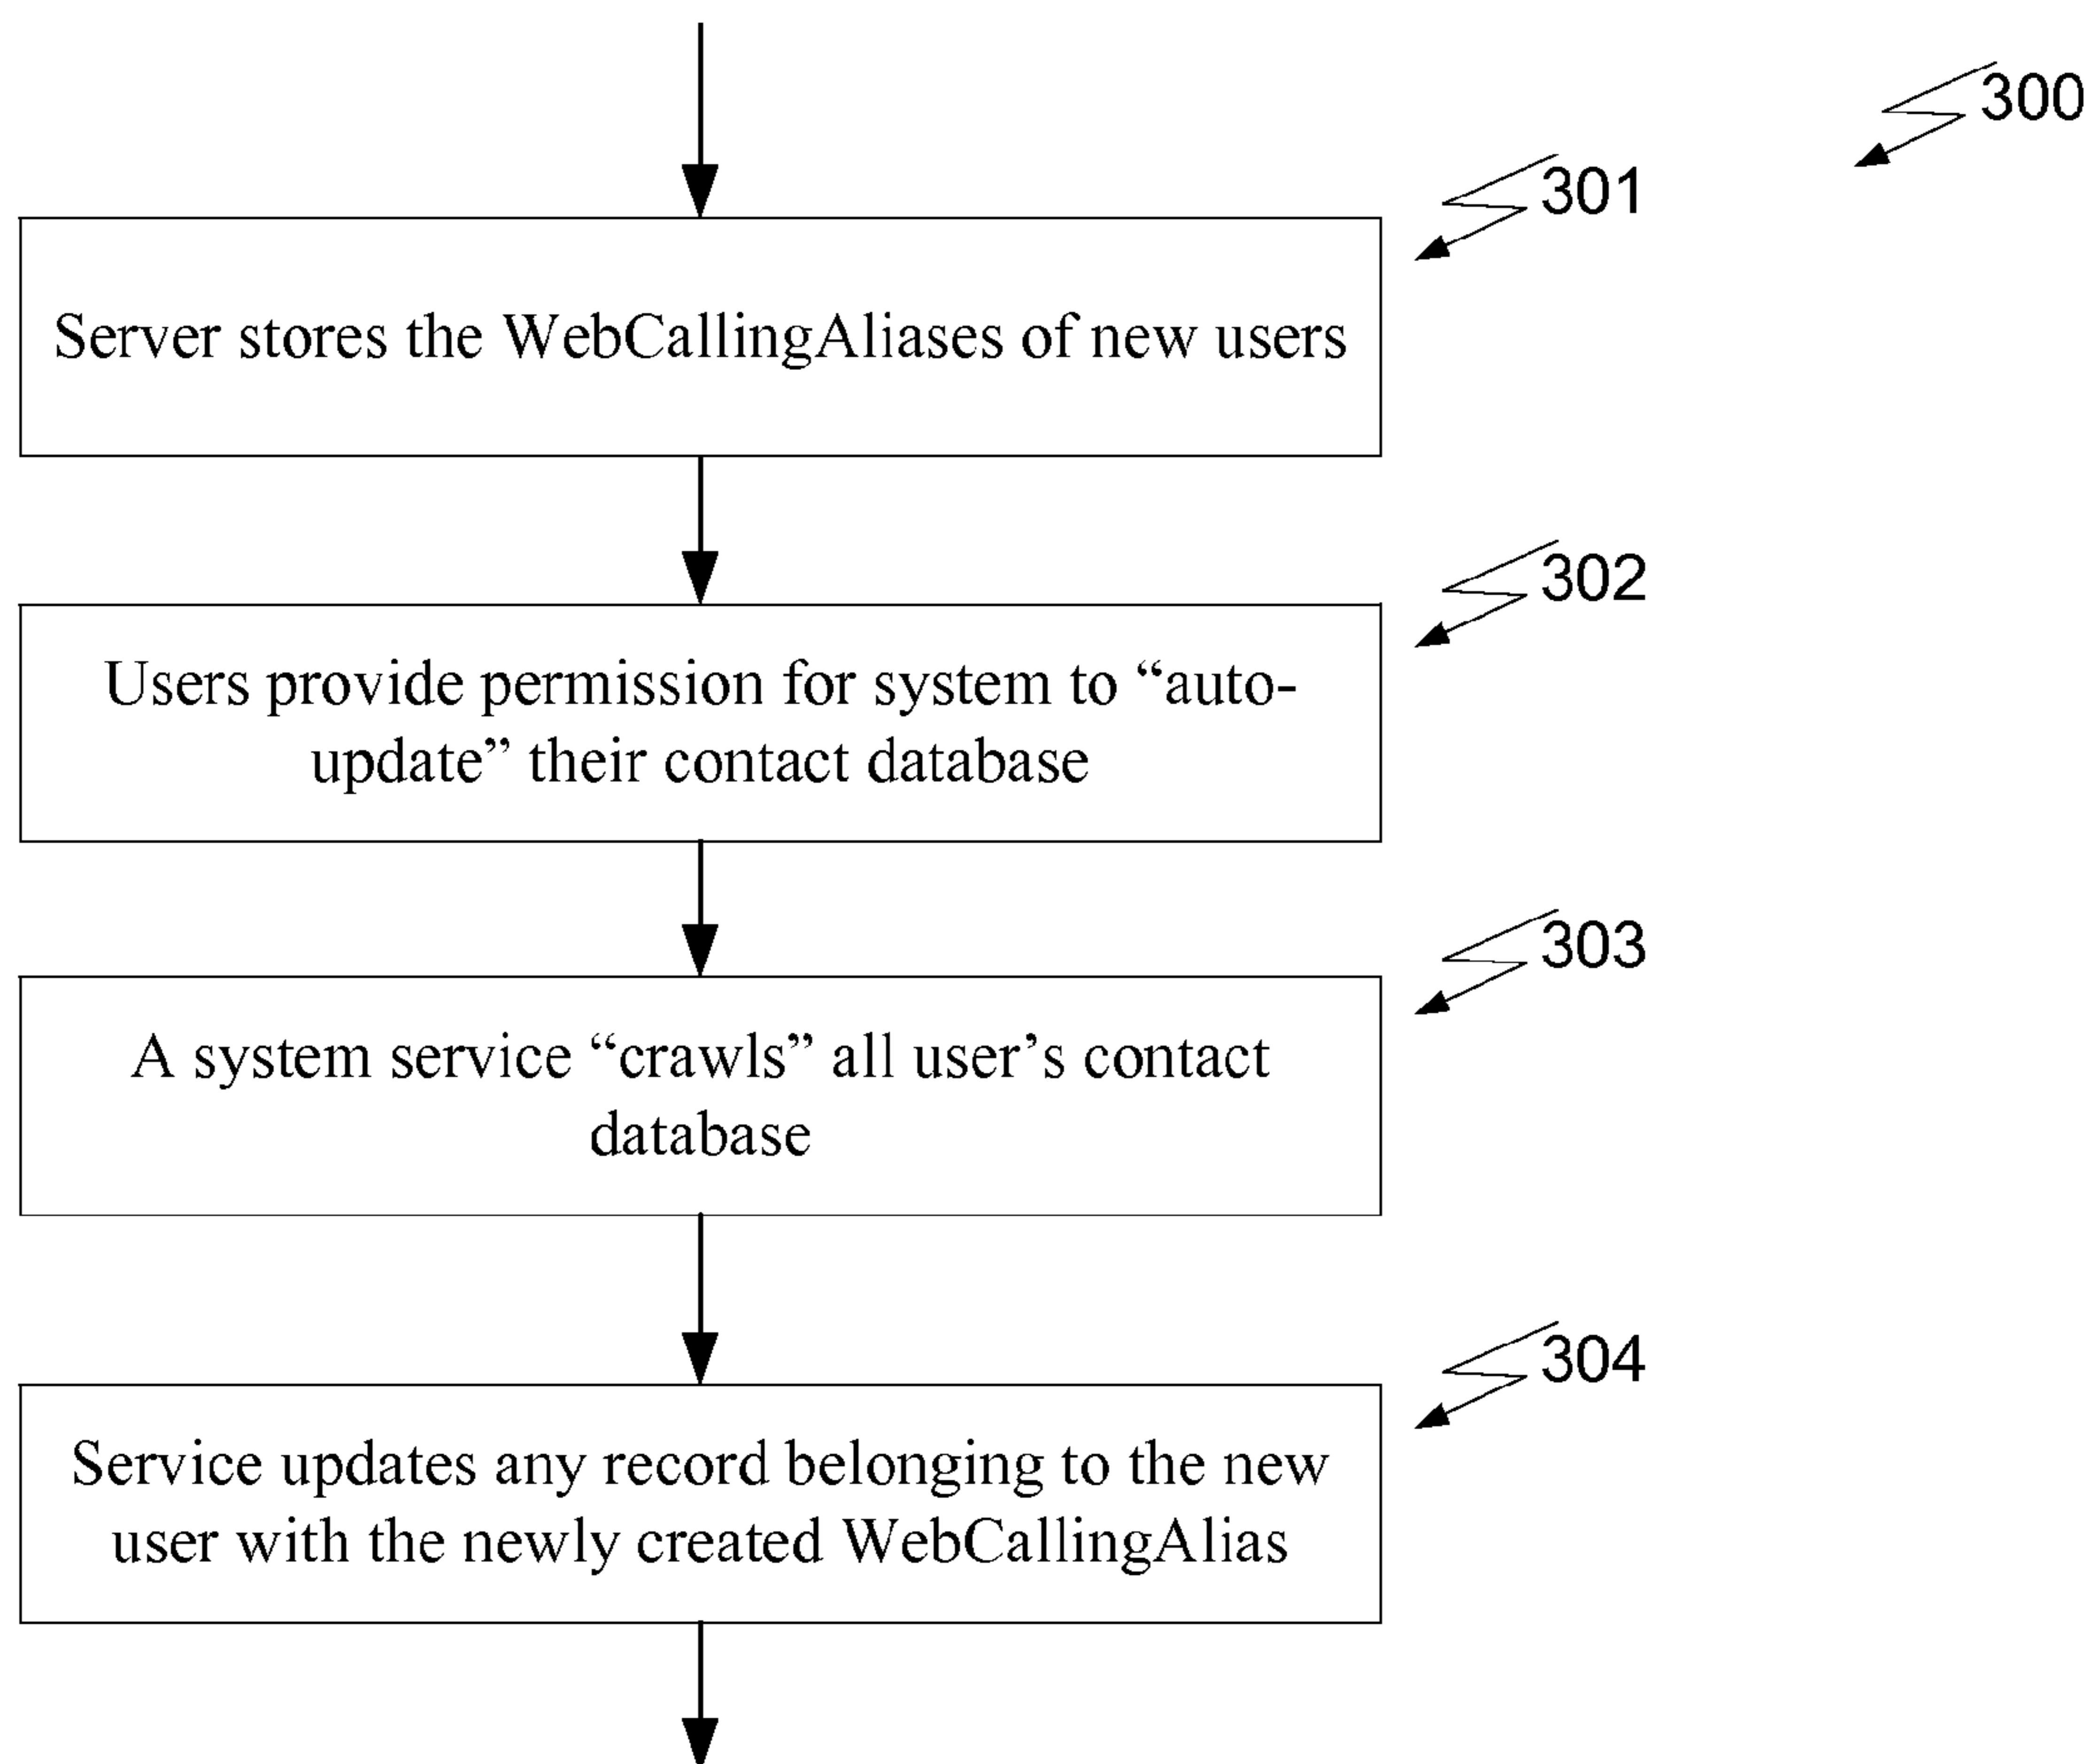 300
301
Server stores the WebCallingAliases of new users
302
Users provide permission for system to “auto-
update” their contact database
303
A system service “crawls” all user’s contact
database
304
Service updates any record belonging to the new
user with the newly created WebCallingAlias